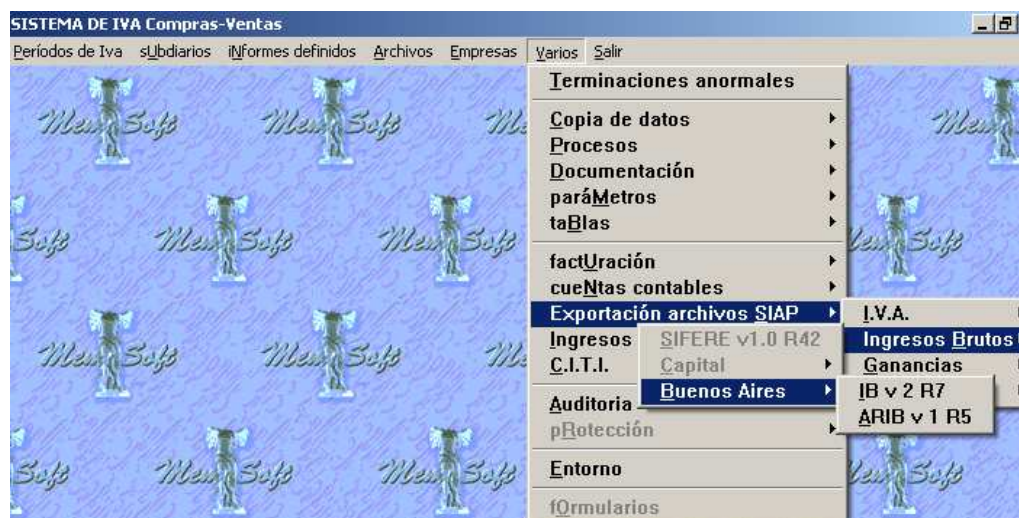 SISTEMA DE IVA Compras-Ventas
Períodos de Iva sUbdiarios iNformes definidos Archivos Empresas Varios Salir
Terminaciones anormales
Copia de datos
Procesos
Documentación
paráMetros
taBlas
factUración
cueNtas contables
Exportación archivos SIAP
Ingresos
C.I.T.I.
Auditoria
pRotección
Entorno
fOrmularios
I.V.A.
Ingresos Brutos
Ganancias
SIFERE v1.0 R42
Capital
Buenos Aires
IB v 2 R7
ARIB v 1 R5
MemoSoft